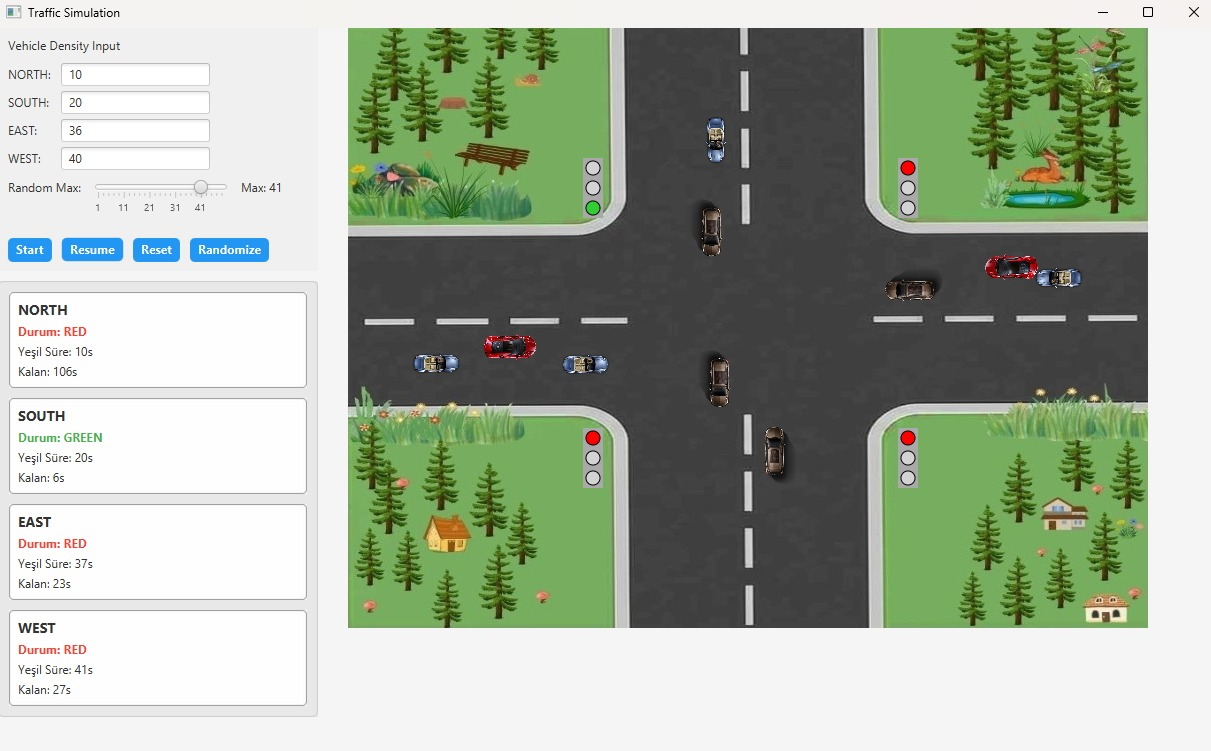 Traffic Simulation
Vehicle Density Input
NORTH: 10
SOUTH: 20
EAST: 36
WEST: 40
Random Max: Max: 41
1 11 21 31 41
Start Resume Reset Randomize
NORTH
Durum: RED
Yeşil Süre: 10s
Kalan: 106s
SOUTH
Durum: GREEN
Yeşil Süre: 20s
Kalan: 6s
EAST
Durum: RED
Yeşil Süre: 37s
Kalan: 23s
WEST
Durum: RED
Yeşil Süre: 41s
Kalan: 27s